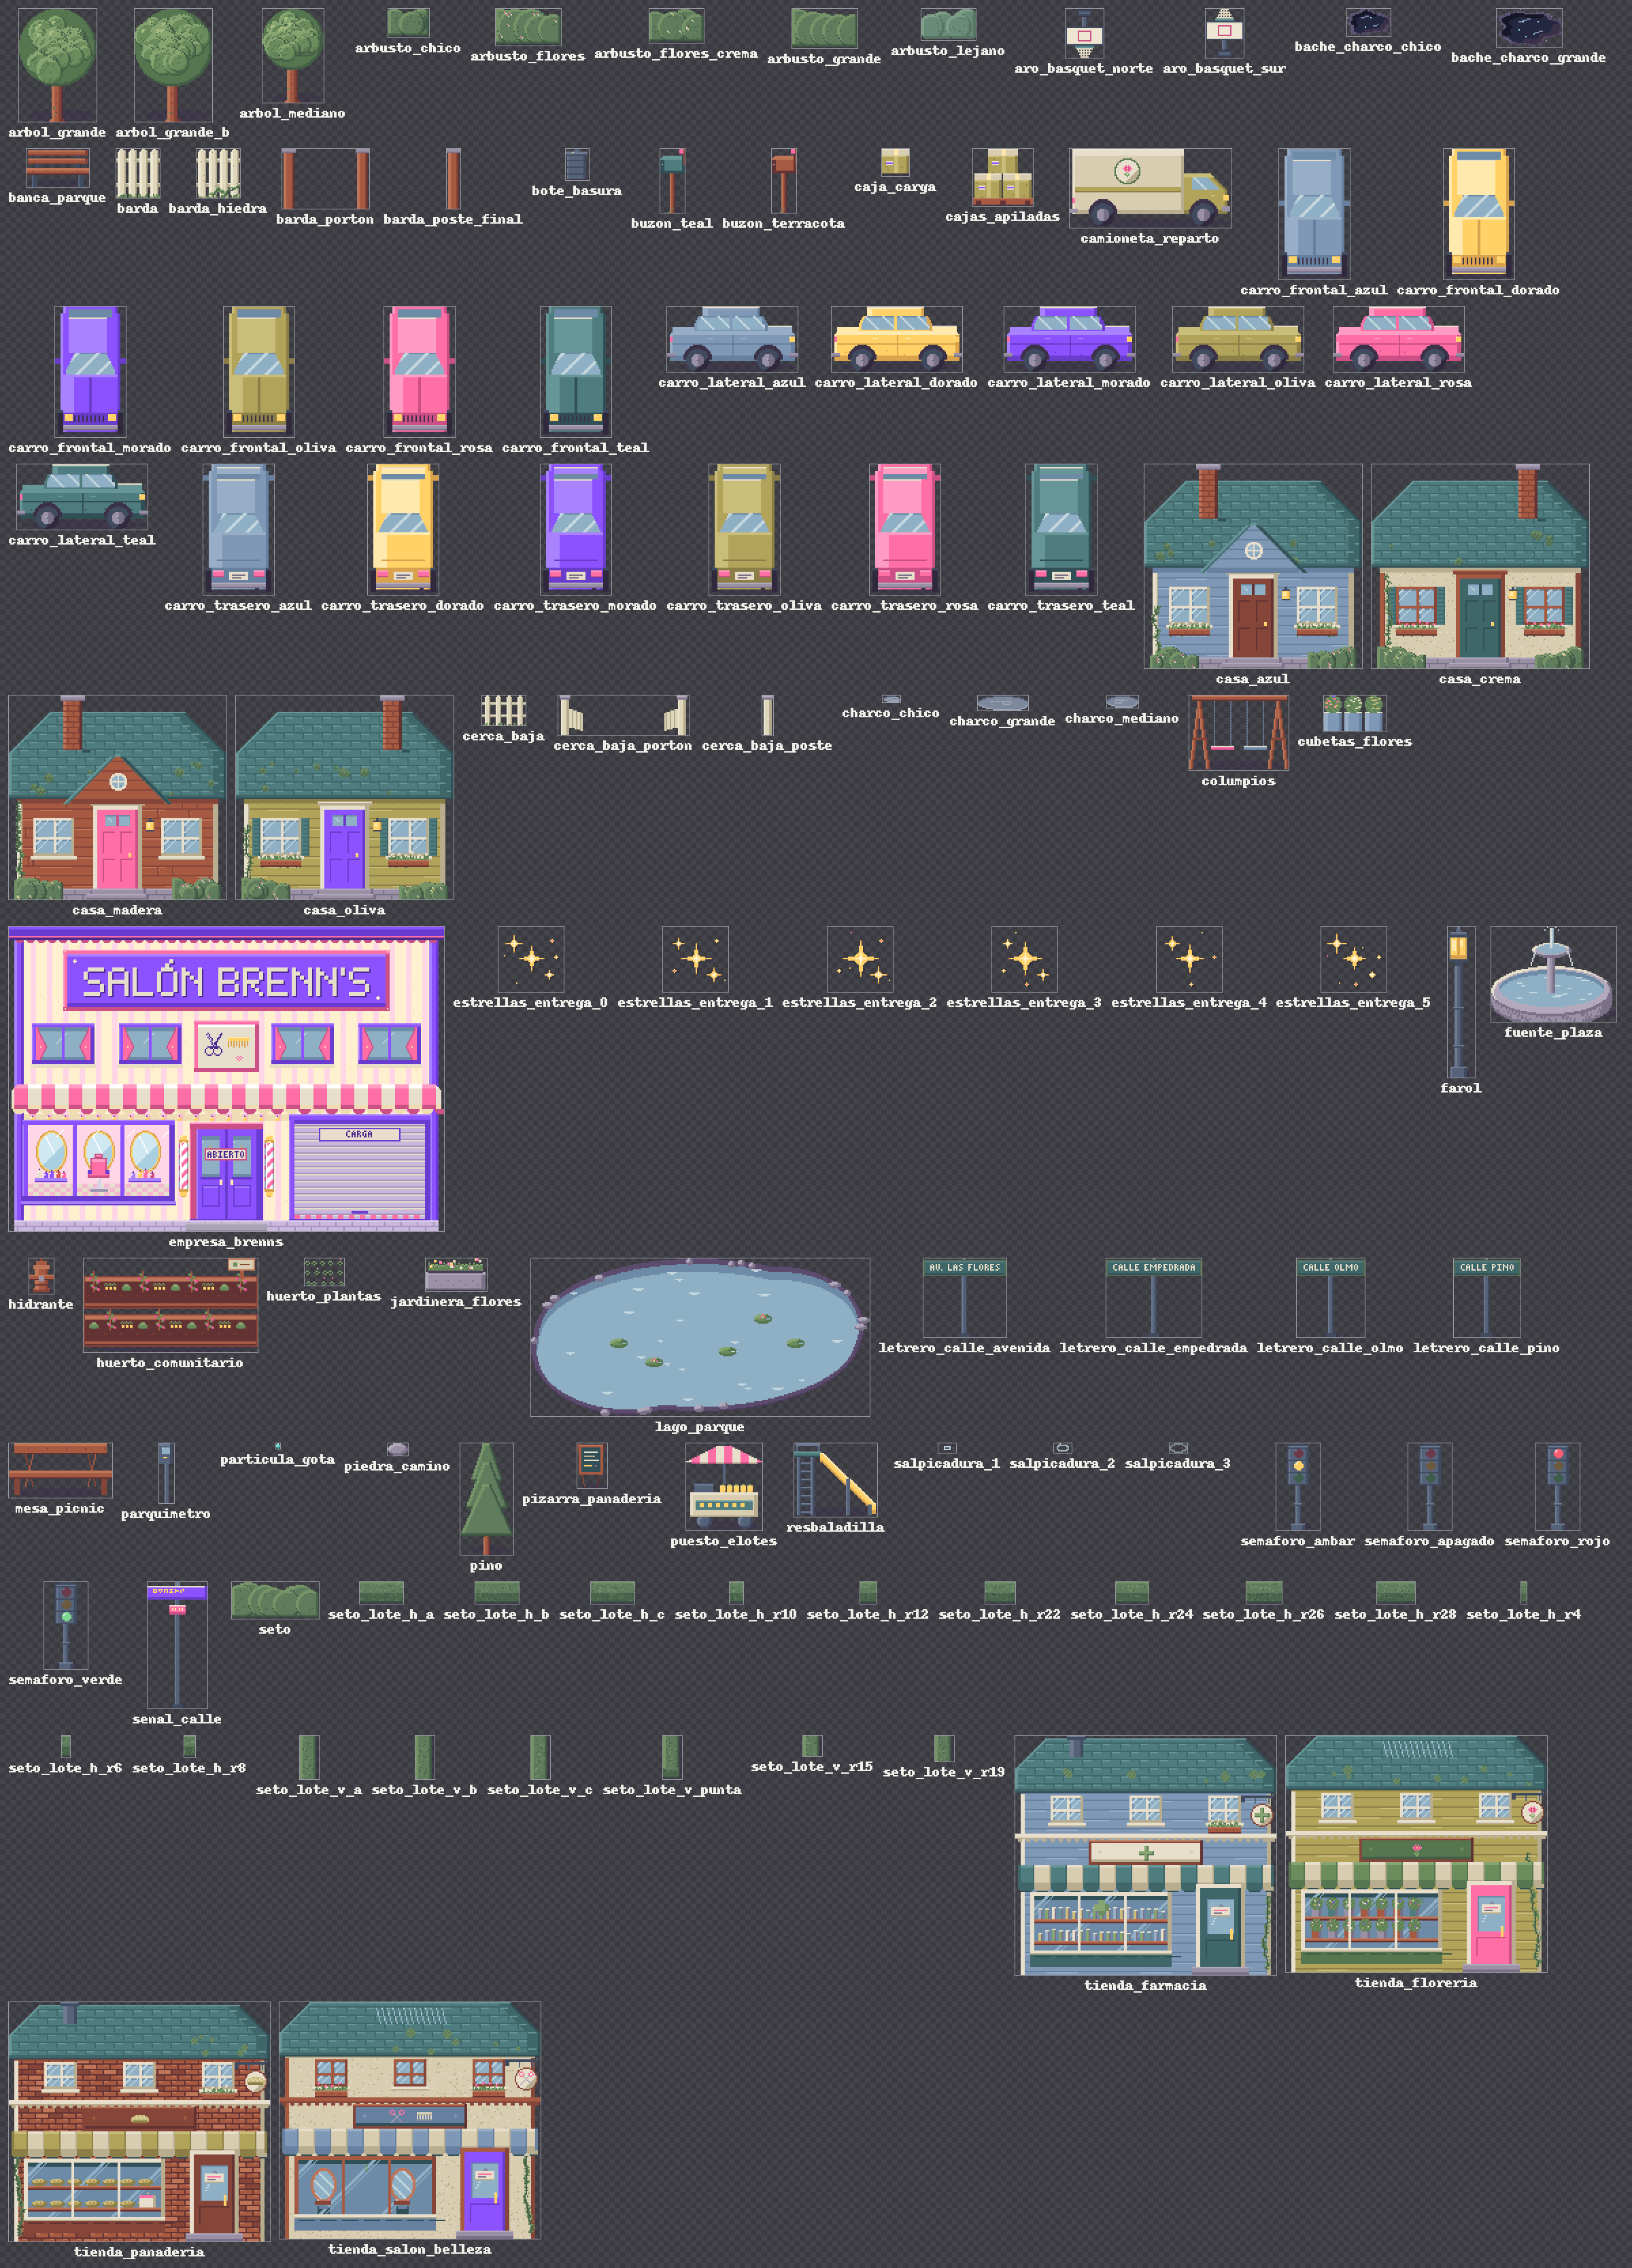 arbol_grande
arbol_grande_b
arbol_mediano
arbusto_chico
arbusto_flores
arbusto_flores_crema
arbusto_grande
arbusto_lejano
aro_basquet_norte
aro_basquet_sur
bache_charco_chico
bache_charco_grande
banca_parque
barda
barda_hiedra
barda_porton
barda_poste_final
bote_basura
buzon_teal
buzon_terracota
caja_carga
cajas_apiladas
camioneta_reparto
carro_frontal_azul
carro_frontal_dorado
carro_frontal_morado
carro_frontal_oliva
carro_frontal_rosa
carro_frontal_teal
carro_lateral_azul
carro_lateral_dorado
carro_lateral_morado
carro_lateral_oliva
carro_lateral_rosa
carro_lateral_teal
carro_trasero_azul
carro_trasero_dorado
carro_trasero_morado
carro_trasero_oliva
carro_trasero_rosa
carro_trasero_teal
casa_azul
casa_crema
casa_madera
casa_oliva
cerca_baja
cerca_baja_porton
cerca_baja_poste
charco_chico
charco_grande
charco_mediano
columpios
cubetas_flores
SALÓN BRENN'S
CARGA
ABIERTO
empresa_brenns
estrellas_entrega_0
estrellas_entrega_1
estrellas_entrega_2
estrellas_entrega_3
estrellas_entrega_4
estrellas_entrega_5
farol
fuente_plaza
hidrante
huerto_comunitario
huerto_plantas
jardinera_flores
lago_parque
AV. LAS FLORES
letrero_calle_avenida
CALLE EMPEDRADA
letrero_calle_empedrada
CALLE OLMO
letrero_calle_olmo
CALLE PINO
letrero_calle_pino
mesa_picnic
parquimetro
particula_gota
piedra_camino
pino
pizarra_panaderia
puesto_elotes
resbaladilla
salpicadura_1
salpicadura_2
salpicadura_3
semaforo_ambar
semaforo_apagado
semaforo_rojo
semaforo_verde
senal_calle
seto
seto_lote_h_a
seto_lote_h_b
seto_lote_h_c
seto_lote_h_r10
seto_lote_h_r12
seto_lote_h_r22
seto_lote_h_r24
seto_lote_h_r26
seto_lote_h_r28
seto_lote_h_r4
seto_lote_h_r6
seto_lote_h_r8
seto_lote_v_a
seto_lote_v_b
seto_lote_v_c
seto_lote_v_punta
seto_lote_v_r15
seto_lote_v_r19
tienda_farmacia
tienda_floreria
tienda_panaderia
tienda_salon_belleza